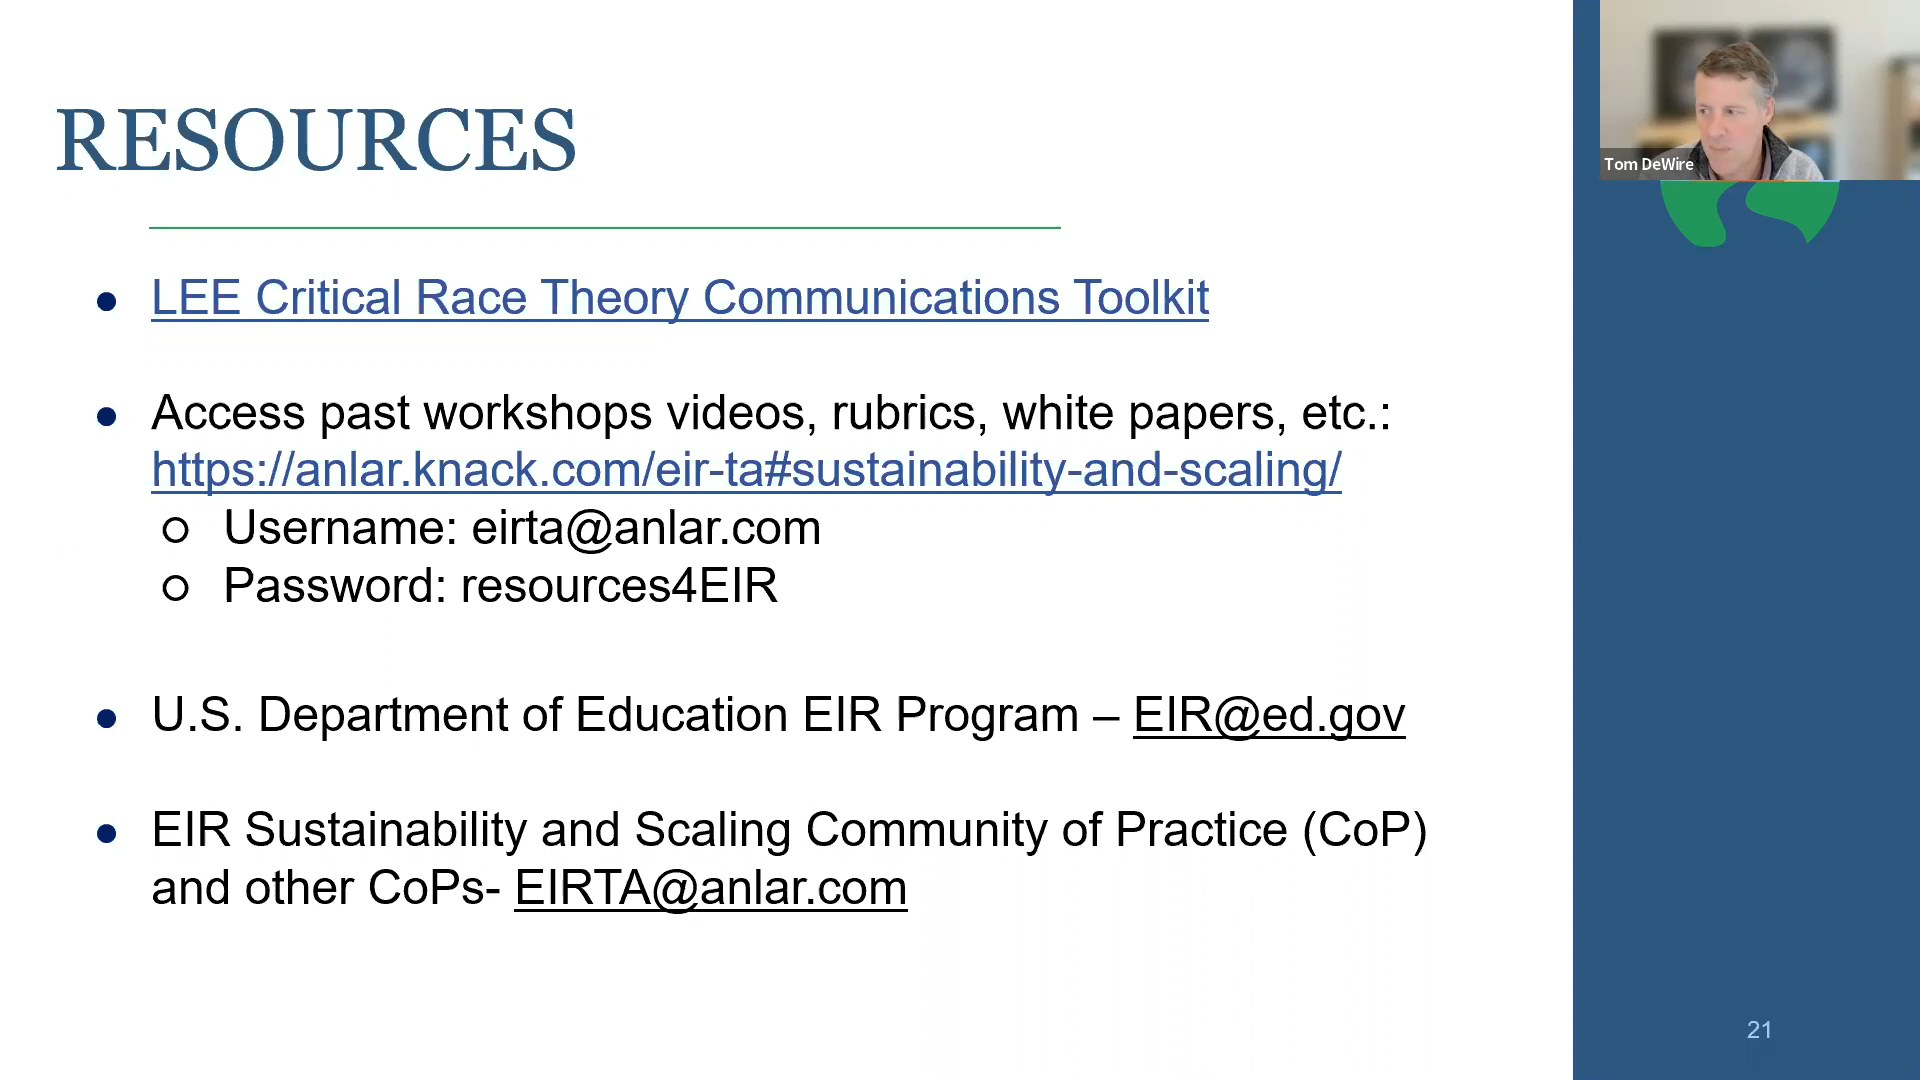 RESOURCES
LEE Critical Race Theory Communications Toolkit
Access past workshops videos, rubrics, white papers, etc.:
https://anlar.knack.com/eir-ta#sustainability-and-scaling/
Username: eirta@anlar.com
Password: resources4EIR
U.S. Department of Education EIR Program – EIR@ed.gov
EIR Sustainability and Scaling Community of Practice (CoP)
and other CoPs- EIRTA@anlar.com
Tom DeWire
21